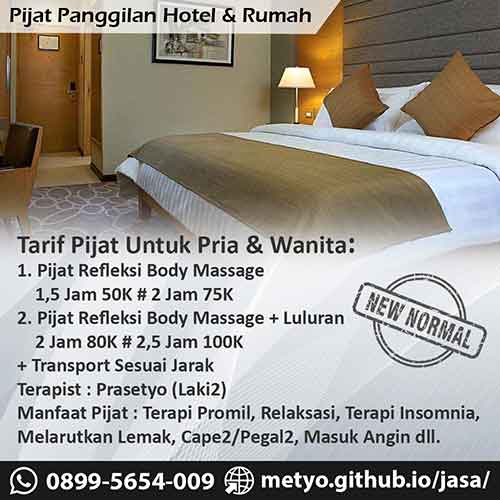 Pijat Panggilan Hotel & Rumah
Tarif Pijat Untuk Pria & Wanita:
1. Pijat Refleksi Body Massage
1,5 Jam 50K # 2 Jam 75K
2. Pijat Refleksi Body Massage + Luluran
2 Jam 80K # 2,5 Jam 100K
+ Transport Sesuai Jarak
Terapist : Prasetyo (Laki2)
Manfaat Pijat : Terapi Promil, Relaksasi, Terapi Insomnia,
Melarutkan Lemak, Cape2/Pegal2, Masuk Angin dll.
NEW NORMAL
0899-5654-009 metyo.github.io/jasa/